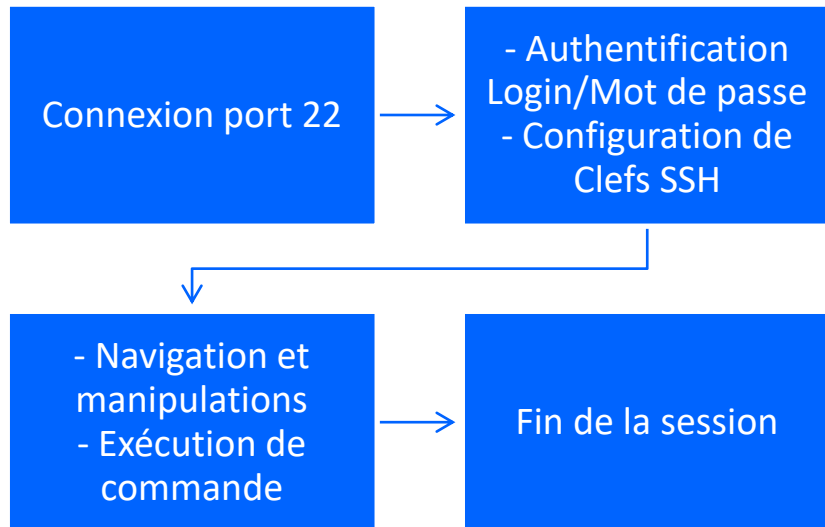 Connexion port 22
- Authentification
Login/Mot de passe
- Configuration de
Clefs SSH
- Navigation et
manipulations
- Exécution de
commande
Fin de la session